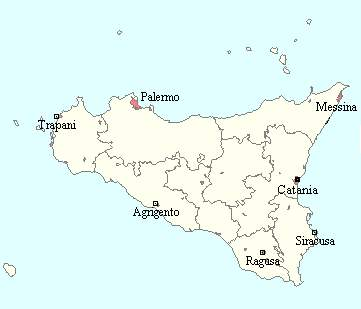 Palermo
Messina
Trapani
Catania
Agrigento
Siracusa
Ragusa